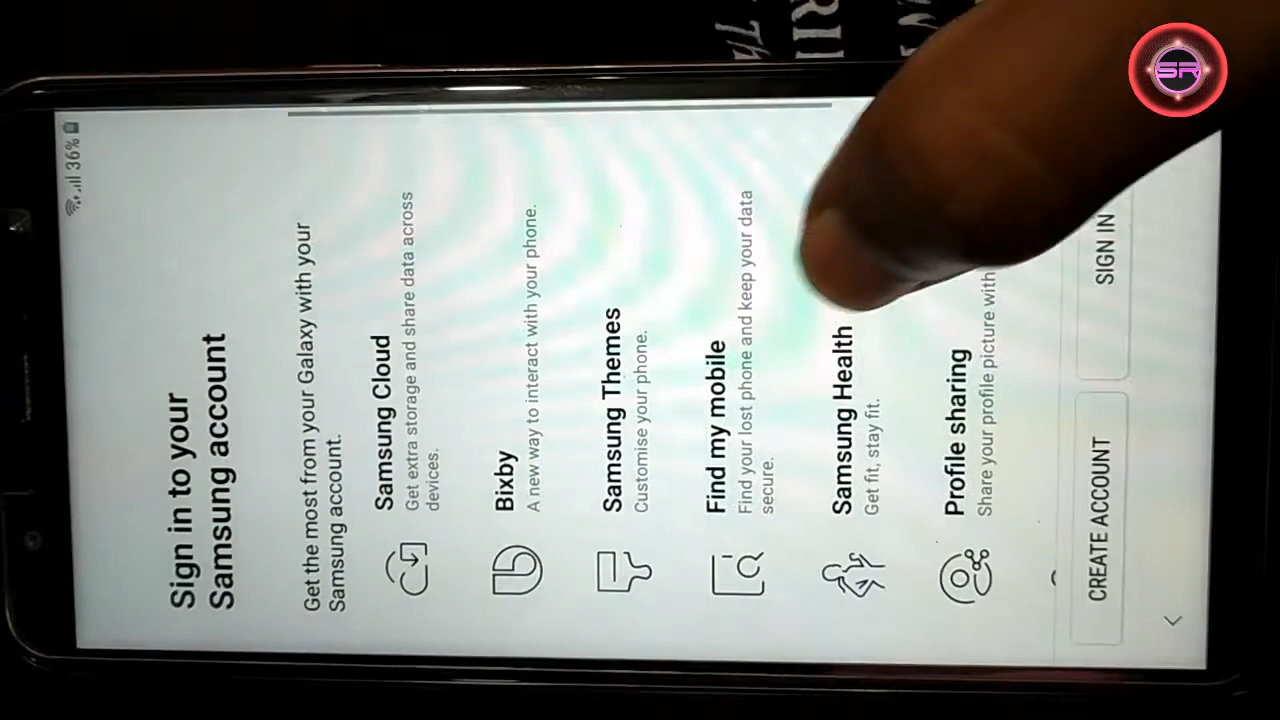 36%
Sign in to your
Samsung account
Get the most from your Galaxy with your
Samsung account.
Samsung Cloud
Get extra storage and share data across
devices.
Bixby
A new way to interact with your phone.
Samsung Themes
Customise your phone.
Find my mobile
Find your lost phone and keep your data
secure.
Samsung Health
Get fit, stay fit.
Profile sharing
Share your profile picture with
CREATE ACCOUNT
SIGN IN
Th
SR